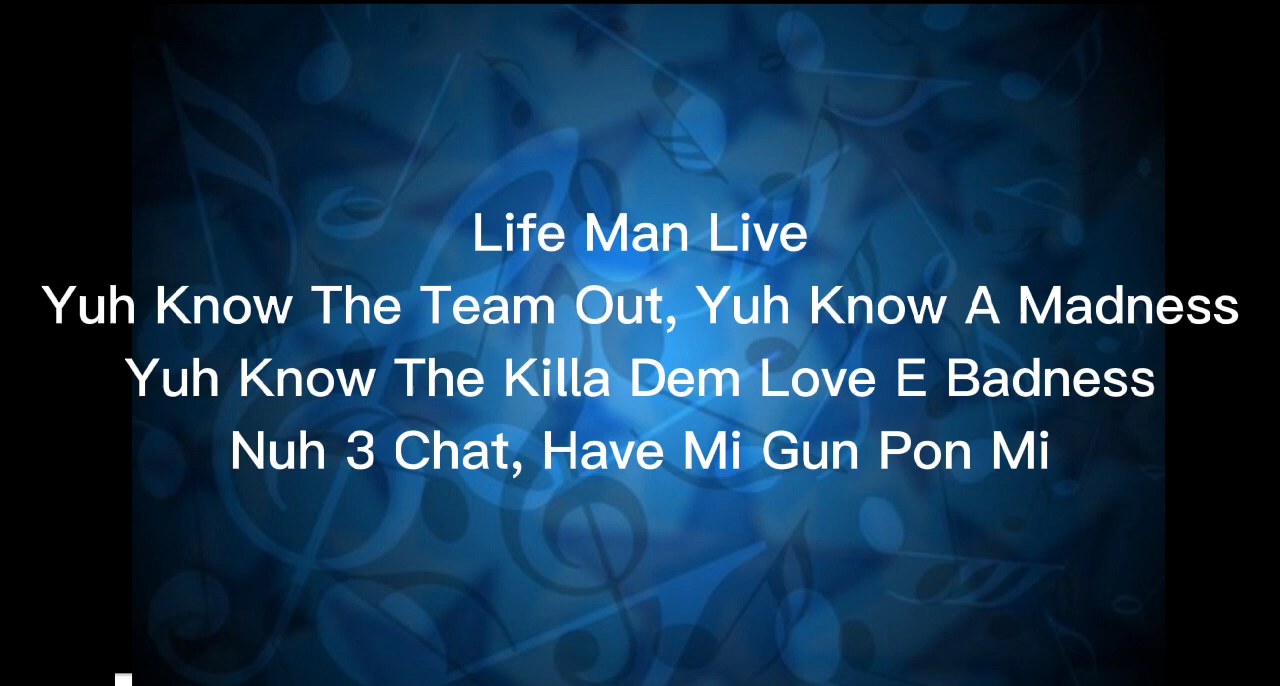 Life Man Live
Yuh Know The Team Out, Yuh Know A Madness
Yuh Know The Killa Dem Love E Badness
Nuh 3 Chat, Have Mi Gun Pon Mi